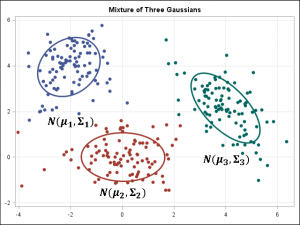 Mixture of Three Gaussians
6
4
N(μ₁, Σ₁)
2
N(μ₃, Σ₃)
0
N(μ₂, Σ₂)
-2
-4 -2 0 2 4 6